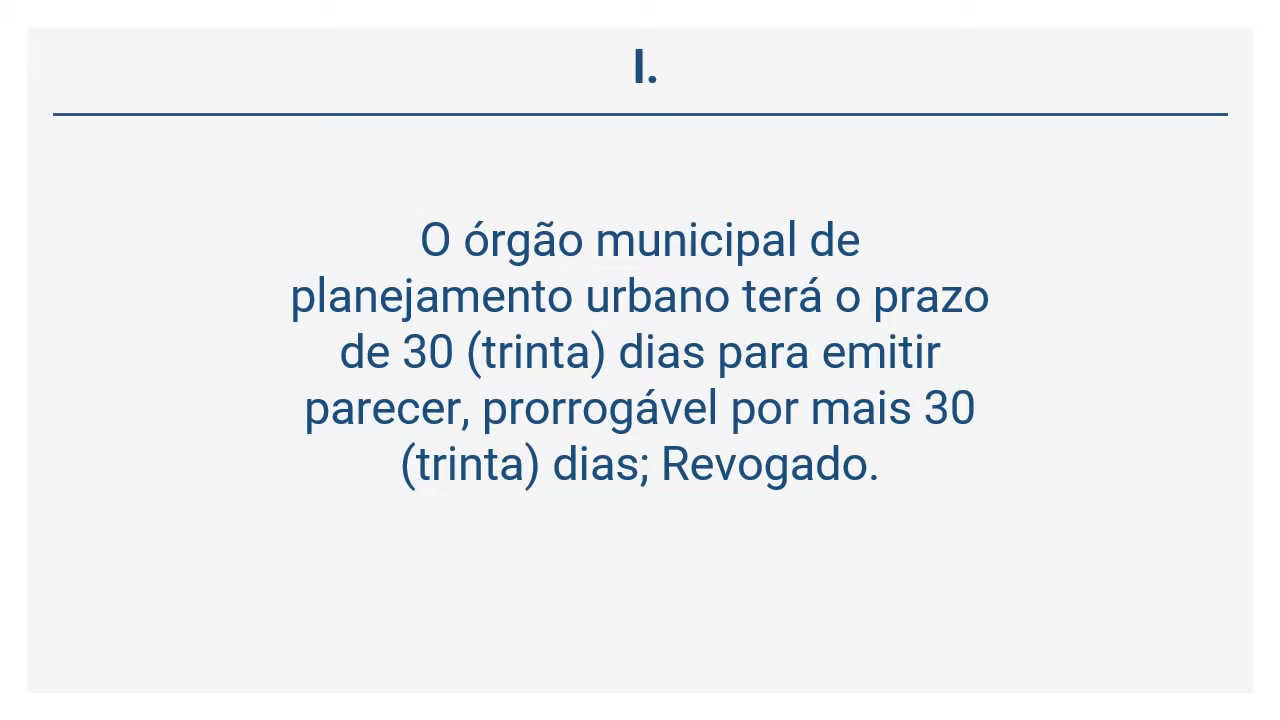 I.
O órgão municipal de
planejamento urbano terá o prazo
de 30 (trinta) dias para emitir
parecer, prorrogável por mais 30
(trinta) dias; Revogado.